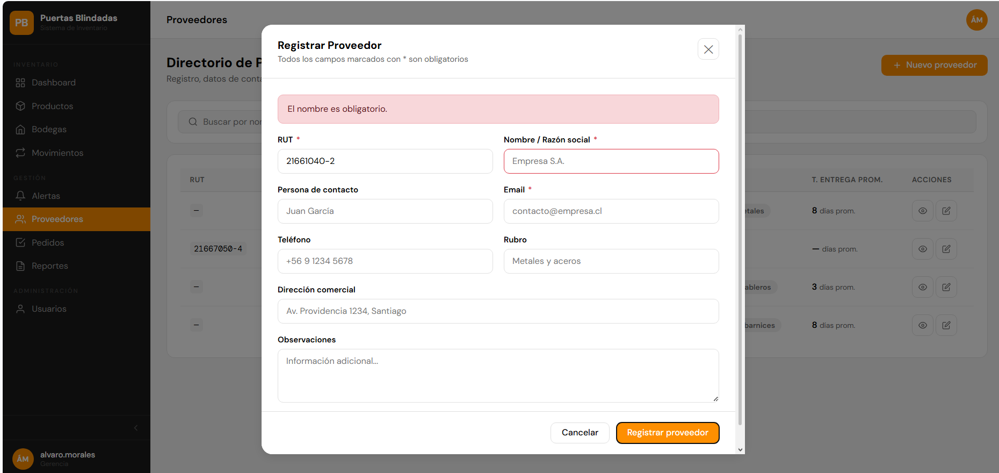 PB
Puertas Blindadas
Sistema de Inventario
INVENTARIO
Dashboard
Productos
Bodegas
Movimientos
GESTIÓN
Alertas
Proveedores
Pedidos
Reportes
ADMINISTRACIÓN
Usuarios
ÁM
alvaro.morales
Gerencia
Proveedores
ÁM
Directorio de P
Registro, datos de conta
+ Nuevo proveedor
Buscar por nor
RUT
T. ENTREGA PROM.
ACCIONES
—
etales
8 días prom.
21667050-4
— días prom.
—
ableros
3 días prom.
—
barnices
8 días prom.
Registrar Proveedor
Todos los campos marcados con * son obligatorios
El nombre es obligatorio.
RUT *
21661040-2
Nombre / Razón social *
Empresa S.A.
Persona de contacto
Juan García
Email *
contacto@empresa.cl
Teléfono
+56 9 1234 5678
Rubro
Metales y aceros
Dirección comercial
Av. Providencia 1234, Santiago
Observaciones
Información adicional...
Cancelar
Registrar proveedor